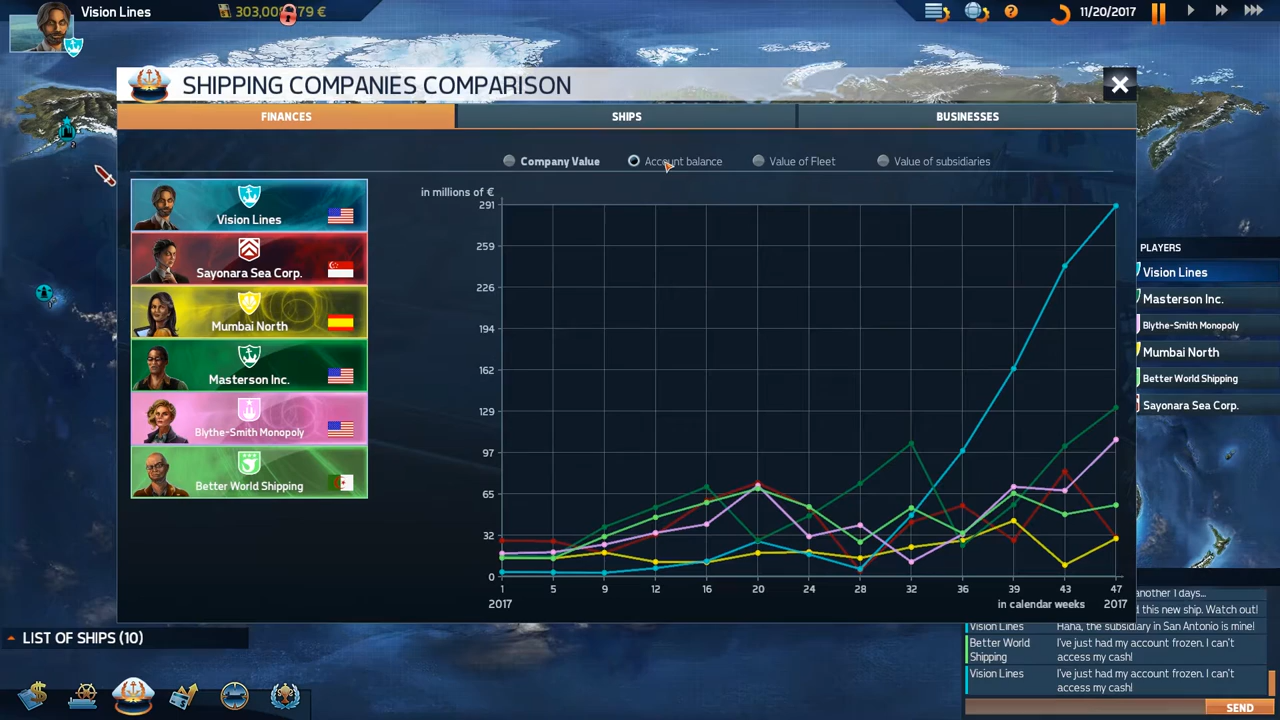 Vision Lines
11/20/2017
SHIPPING COMPANIES COMPARISON
FINANCES
SHIPS
BUSINESSES
Company Value
Account balance
Value of Fleet
Value of subsidiaries
Vision Lines
Sayonara Sea Corp.
Mumbai North
Masterson Inc.
Blythe-Smith Monopoly
Better World Shipping
in millions of €
291
259
226
194
162
129
97
65
32
0
1
5
9
12
16
20
24
28
32
36
39
43
47
2017
in calendar weeks
2017
PLAYERS
Vision Lines
Masterson Inc.
Blythe-Smith Monopoly
Mumbai North
Better World Shipping
Sayonara Sea Corp.
2
LIST OF SHIPS (10)
another 1 days...
d this new ship. Watch out!
Vision Lines Haha, the subsidiary in San Antonio is mine!
Better World I've just had my account frozen. I can't
Shipping access my cash!
Vision Lines I've just had my account frozen. I can't
access my cash!
SEND